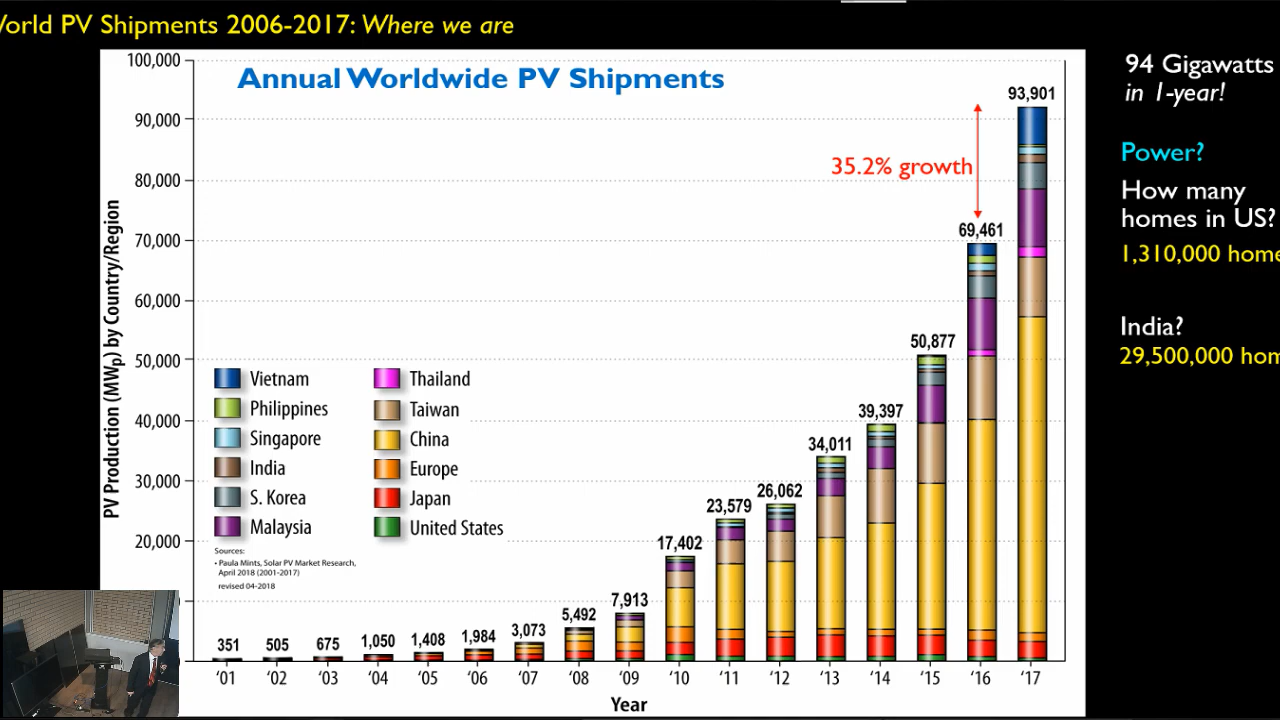 orld PV Shipments 2006-2017: Where we are
Annual Worldwide PV Shipments
94 Gigawatts
in 1-year!
Power?
How many
homes in US?
1,310,000 home
India?
29,500,000 hom
35.2% growth
PV Production (MWp) by Country/Region
100,000
90,000
80,000
70,000
60,000
50,000
40,000
30,000
20,000
351
505
675
1,050
1,408
1,984
3,073
5,492
7,913
17,402
23,579
26,062
34,011
39,397
50,877
69,461
93,901
Vietnam
Philippines
Singapore
India
S. Korea
Malaysia
Thailand
Taiwan
China
Europe
Japan
United States
Sources:
• Paula Mints, Solar PV Market Research,
April 2018 (2001-2017)
revised 04-2018
'01 '02 '03 '04 '05 '06 '07 '08 '09 '10 '11 '12 '13 '14 '15 '16 '17
Year